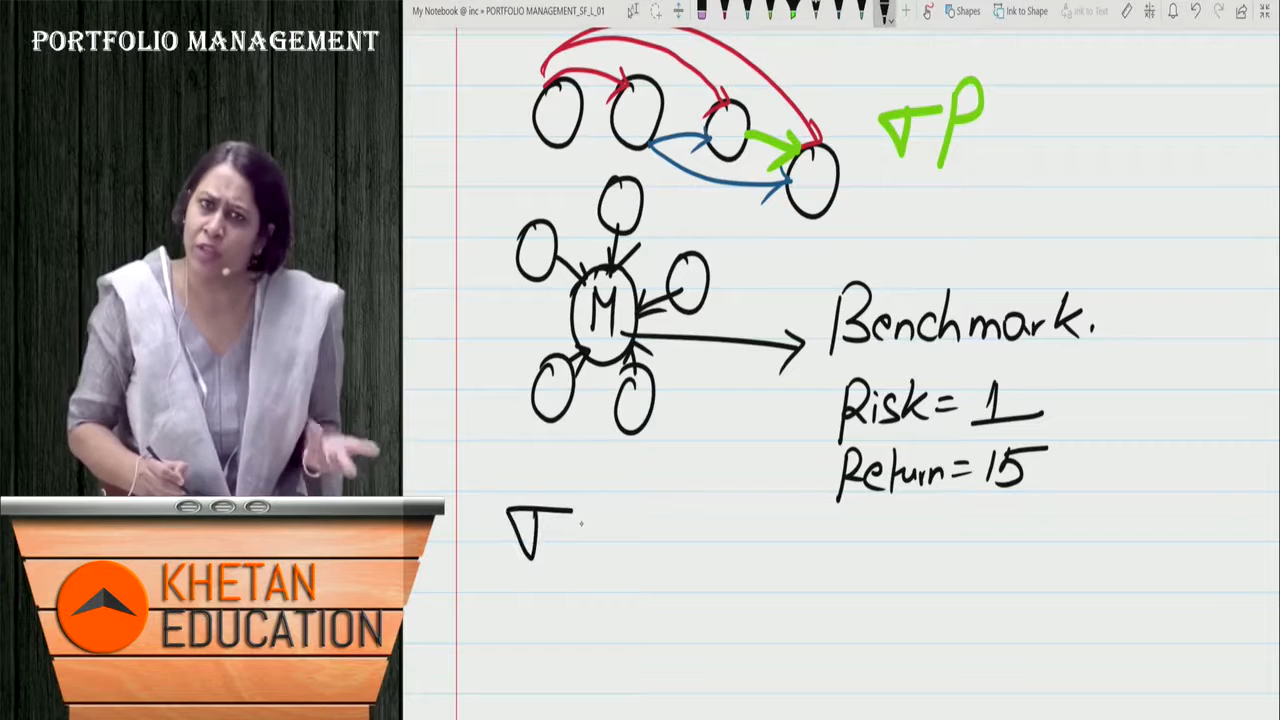 My Notebook @ inc » PORTFOLIO MANAGEMENT_SF_L_01
Shapes
Ink to Shape
Ink to Text
PORTFOLIO MANAGEMENT
σρ
M
Benchmark.
Risk = 1
Return = 15
σ
KHETAN
EDUCATION